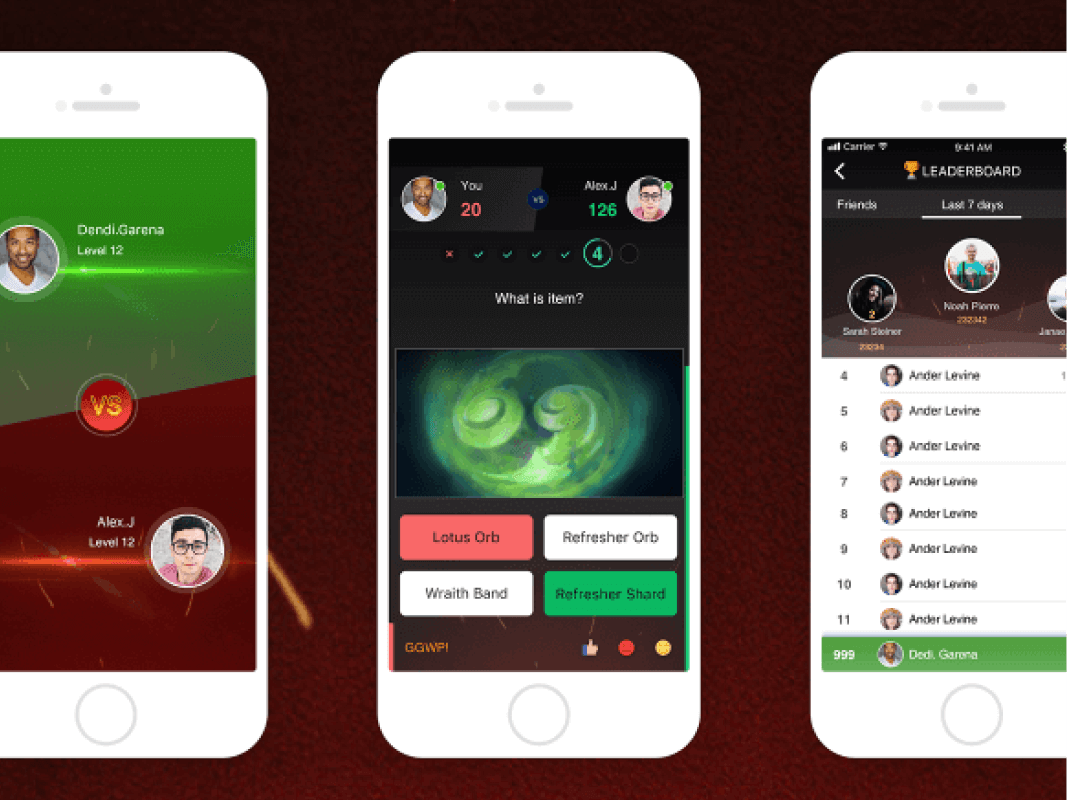 Dendi.Garena
Level 12
VS
Alex.J
Level 12
You
20
VS
Alex.J
126
4
What is item?
Lotus Orb
Refresher Orb
Wraith Band
Refresher Shard
GGWP!
Carrier
9:41 AM
LEADERBOARD
Friends
Last 7 days
Noah Pierre
232342
2
Sarah Steiner
23234
4 Ander Levine
5 Ander Levine
6 Ander Levine
7 Ander Levine
8 Ander Levine
9 Ander Levine
10 Ander Levine
11 Ander Levine
999 Dedi. Garena